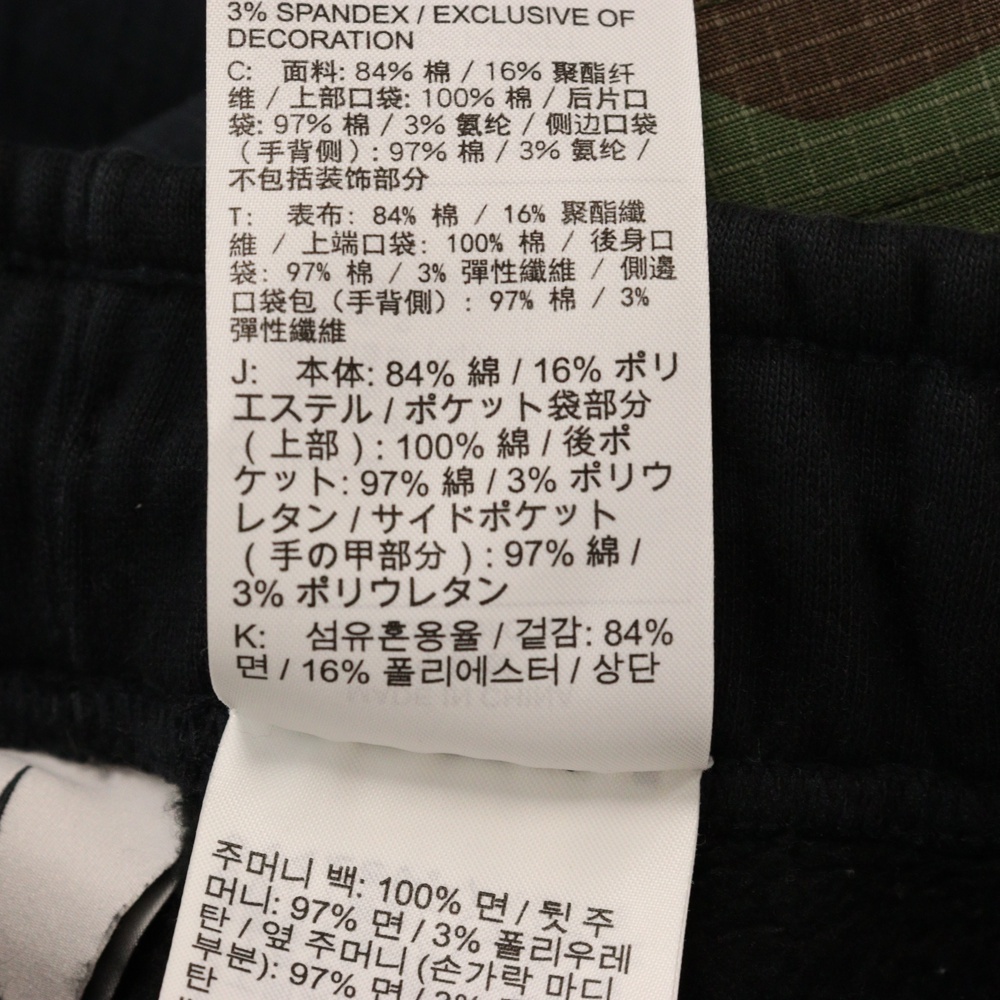 3% SPANDEX / EXCLUSIVE OF
DECORATION
C: 面料: 84% 棉 / 16% 聚酯纤
维 / 上部口袋: 100% 棉 / 后片口
袋: 97% 棉 / 3% 氨纶 / 侧边口袋
（手背侧）: 97% 棉 / 3% 氨纶 /
不包括装饰部分
T: 表布: 84% 棉 / 16% 聚酯纖
維 / 上端口袋: 100% 棉 / 後身口
袋: 97% 棉 / 3% 彈性纖維 / 側邊
口袋包（手背側）: 97% 棉 / 3%
彈性纖維
J: 本体: 84% 綿 / 16% ポリ
エステル / ポケット袋部分
( 上部 ) : 100% 綿 / 後ポ
ケット: 97% 綿 / 3% ポリウ
レタン / サイドポケット
( 手の甲部分 ) : 97% 綿 /
3% ポリウレタン
K: 섬유혼용율 / 겉감: 84%
면 / 16% 폴리에스터 / 상단
MADE IN CHINA
주머니 백: 100% 면 / 뒷 주
머니: 97% 면 / 3% 폴리우레
탄 / 옆 주머니 (손가락 마디
부분): 97% 면 / 3%
탄